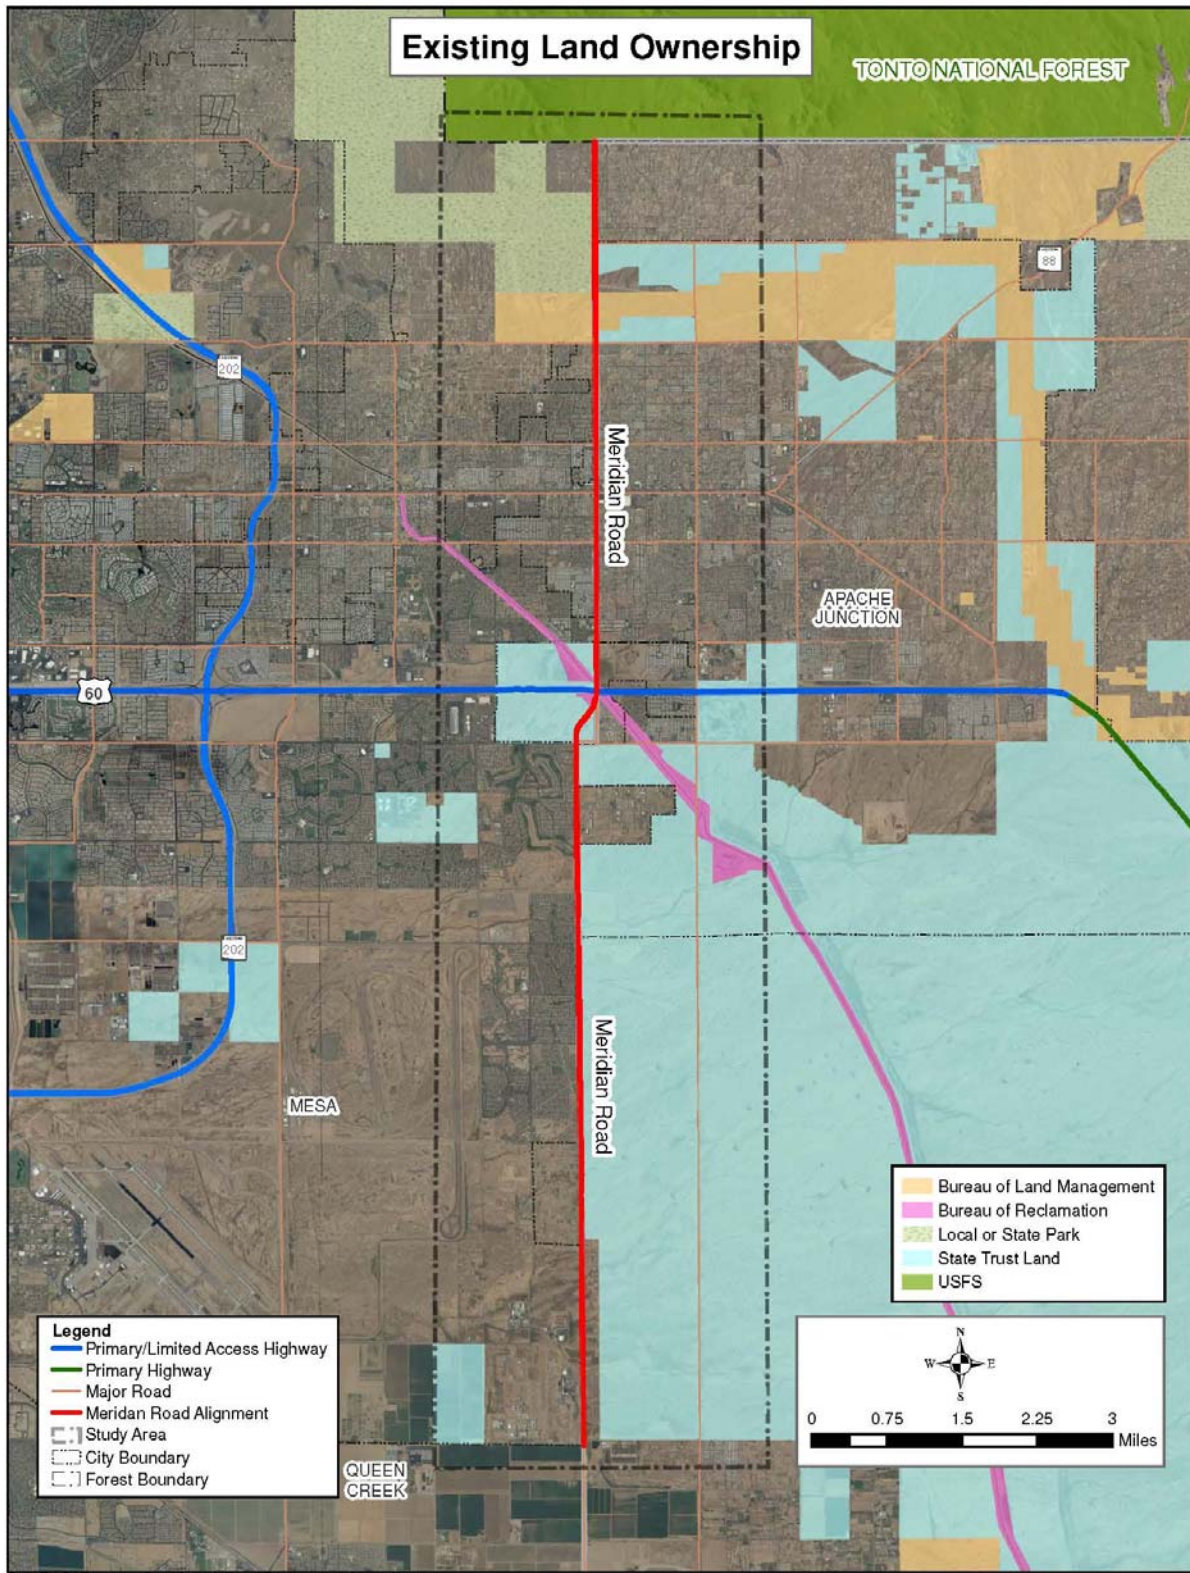 Existing Land Ownership
TONTO NATIONAL FOREST
88
202
Meridian Road
APACHE
JUNCTION
60
202
Meridian Road
MESA
Bureau of Land Management
Bureau of Reclamation
Local or State Park
State Trust Land
USFS
Legend
Primary/Limited Access Highway
Primary Highway
Major Road
Meridan Road Alignment
Study Area
City Boundary
Forest Boundary
N
W E
S
0 0.75 1.5 2.25 3
Miles
QUEEN
CREEK